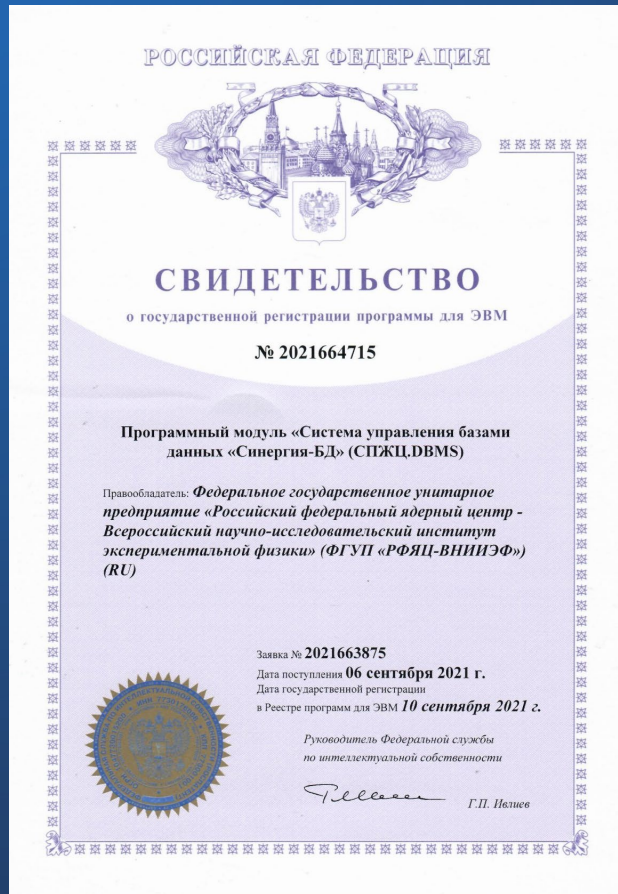 РОССИЙСКАЯ ФЕДЕРАЦИЯ
СВИДЕТЕЛЬСТВО
о государственной регистрации программы для ЭВМ
№ 2021664715
Программный модуль «Система управления базами
данных «Синергия-БД» (СПЖЦ.DBMS)
Правообладатель: Федеральное государственное унитарное
предприятие «Российский федеральный ядерный центр -
Всероссийский научно-исследовательский институт
экспериментальной физики» (ФГУП «РФЯЦ-ВНИИЭФ»)
(RU)
Заявка № 2021663875
Дата поступления 06 сентября 2021 г.
Дата государственной регистрации
в Реестре программ для ЭВМ 10 сентября 2021 г.
Руководитель Федеральной службы
по интеллектуальной собственности
Г.П. Ивлиев